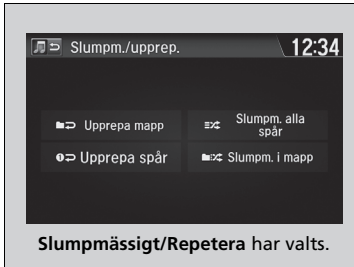 Slumpm./upprep.
12:34
Upprepa mapp
Slumpm. alla
spår
Upprepa spår
Slumpm. i mapp
Slumpmässigt/Repetera har valts.